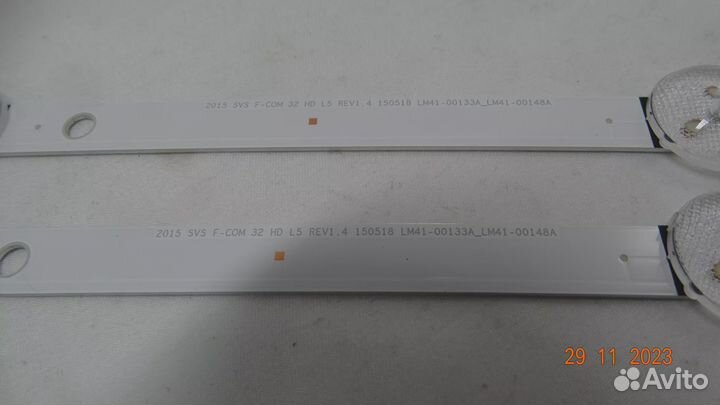 2015 SVS F-COM 32 HD L5 REV1.4 150518 LM41-00133A_LM41-00148A
2015 SVS F-COM 32 HD L5 REV1.4 150518 LM41-00133A_LM41-00148A
29 11 2023
Avito